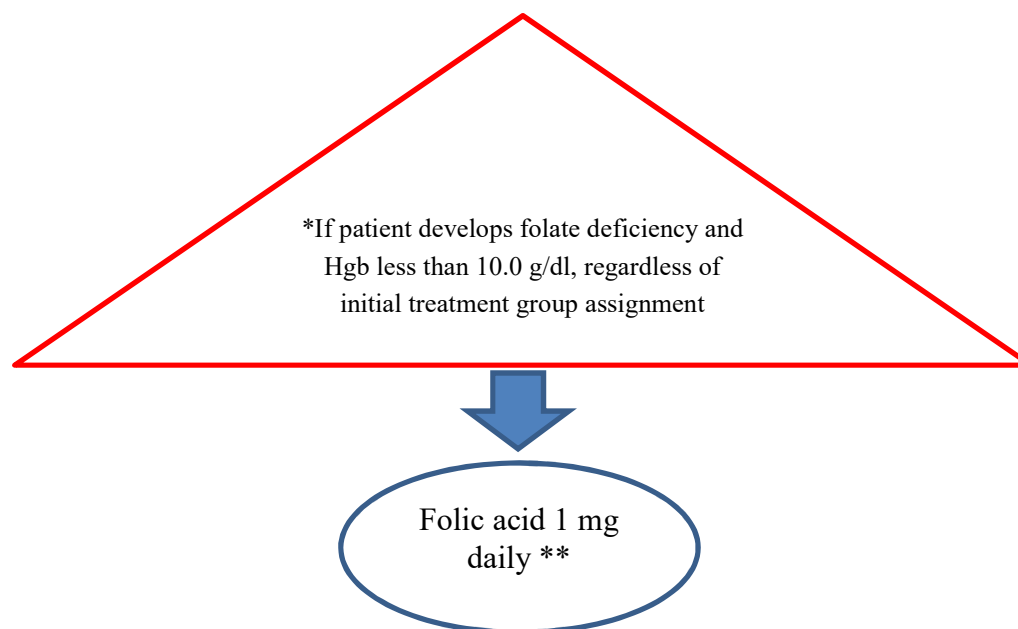 *If patient develops folate deficiency and
Hgb less than 10.0 g/dl, regardless of
initial treatment group assignment
Folic acid 1 mg
daily **